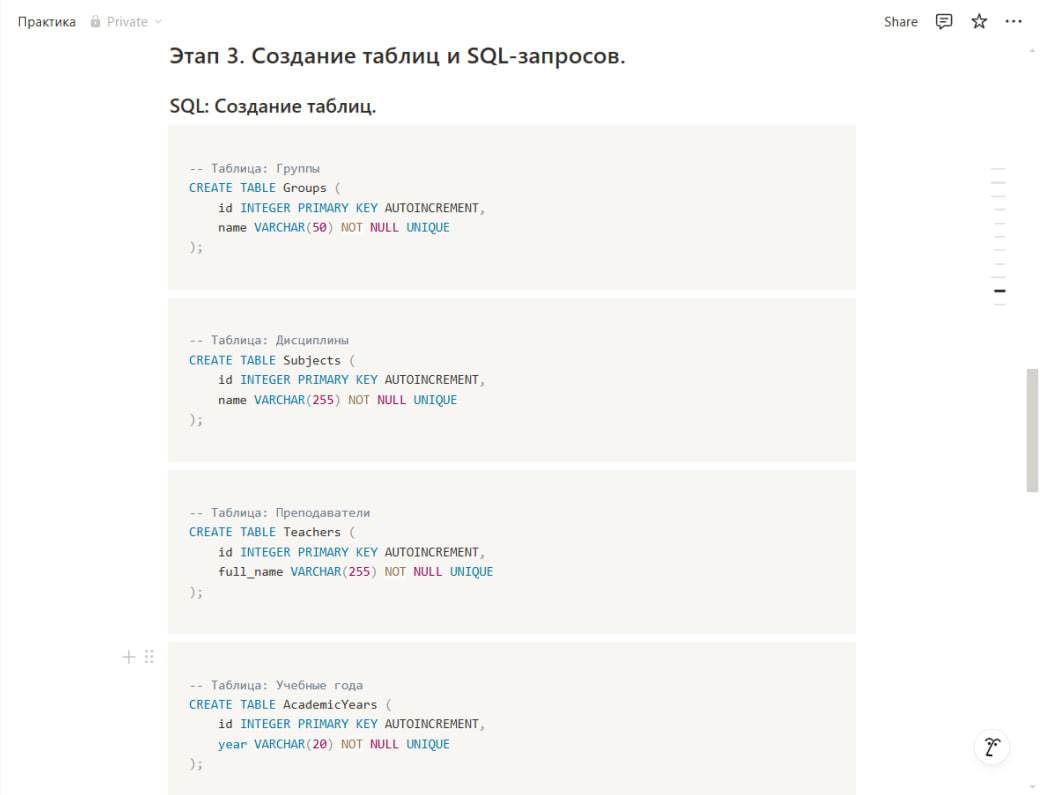 Практика Private Share
Этап 3. Создание таблиц и SQL-запросов.
SQL: Создание таблиц.
-- Таблица: Группы
CREATE TABLE Groups (
    id INTEGER PRIMARY KEY AUTOINCREMENT,
    name VARCHAR(50) NOT NULL UNIQUE
);
-- Таблица: Дисциплины
CREATE TABLE Subjects (
    id INTEGER PRIMARY KEY AUTOINCREMENT,
    name VARCHAR(255) NOT NULL UNIQUE
);
-- Таблица: Преподаватели
CREATE TABLE Teachers (
    id INTEGER PRIMARY KEY AUTOINCREMENT,
    full_name VARCHAR(255) NOT NULL UNIQUE
);
-- Таблица: Учебные года
CREATE TABLE AcademicYears (
    id INTEGER PRIMARY KEY AUTOINCREMENT,
    year VARCHAR(20) NOT NULL UNIQUE
);